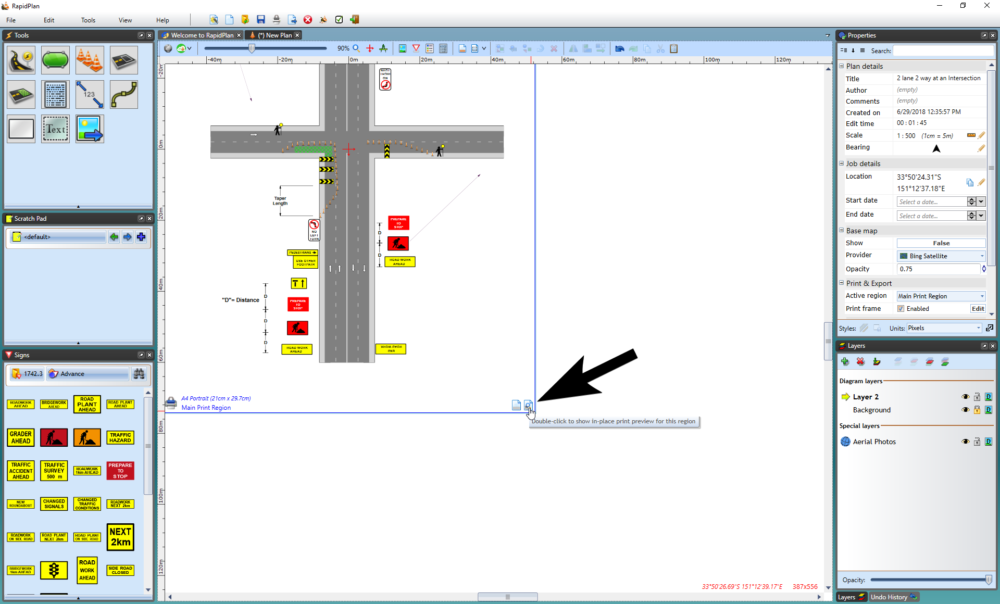 RapidPlan
File Edit Tools View Help
Tools
Welcome to RapidPlan
(*) New Plan
Properties
90%
Search:
-40m -20m 0m 20m 40m 60m 80m 100m 120m
-20m
0m
20m
40m
60m
80m
100m
120m
123
Text
Scratch Pad
<default>
Signs
1742.3
Advance
ROADWORK
AHEAD
BRIDGEWORK
AHEAD
ROAD
PLANT
AHEAD
ROAD PLANT
AHEAD
GRADER
AHEAD
TRAFFIC
HAZARD
TRAFFIC
ACCIDENT
AHEAD
TRAFFIC
SURVEY
500 m
ROADWORK
1km AHEAD
PREPARE
TO
STOP
NEW
ROUNDABOUT
CHANGED
SIGNALS
CHANGED
TRAFFIC
CONDITIONS
ROADWORK
NEXT 2km
ROADWORK
ON SIDE ROAD
ROAD PLANT
NEXT 2km
ROAD PLANT
ON SIDE ROAD
NEXT
2km
BRIDGEWORK
1km AHEAD
ROAD
WORK
AHEAD
SIDE ROAD
CLOSED
NO
RIGHT
TURN
Taper
Length
NO
LEFT
TURN
PREPARE
TO
STOP
D
D
ROAD WORK
AHEAD
PEDESTRIANS
USE OTHER
FOOTPATH
T
"D"= Distance
D
D
D
PREPARE
TO
STOP
ROAD WORK
AHEAD
END
ROAD WORK
A4 Portrait (21cm x 29.7cm)
Main Print Region
Double-click to show in-place print preview for this region
33°50'26.69"S 151°12'39.17"E 387x556
Plan details
Title 2 lane 2 way at an Intersection
Author (empty)
Comments (empty)
Created on 6/29/2018 12:35:57 PM
Edit time 00 : 01 : 45
Scale 1 : 500 (1cm = 5m)
Bearing
Job details
Location 33°50'24.31"S
151°12'37.18"E
Start date Select a date...
End date Select a date...
Base map
Show False
Provider Bing Satellite
Opacity 0.75
Print & Export
Active region Main Print Region
Print frame Enabled Edit
Styles: Units: Pixels
Layers
Diagram layers
Layer 2
Background
Special layers
Aerial Photos
Opacity:
Layers Undo History